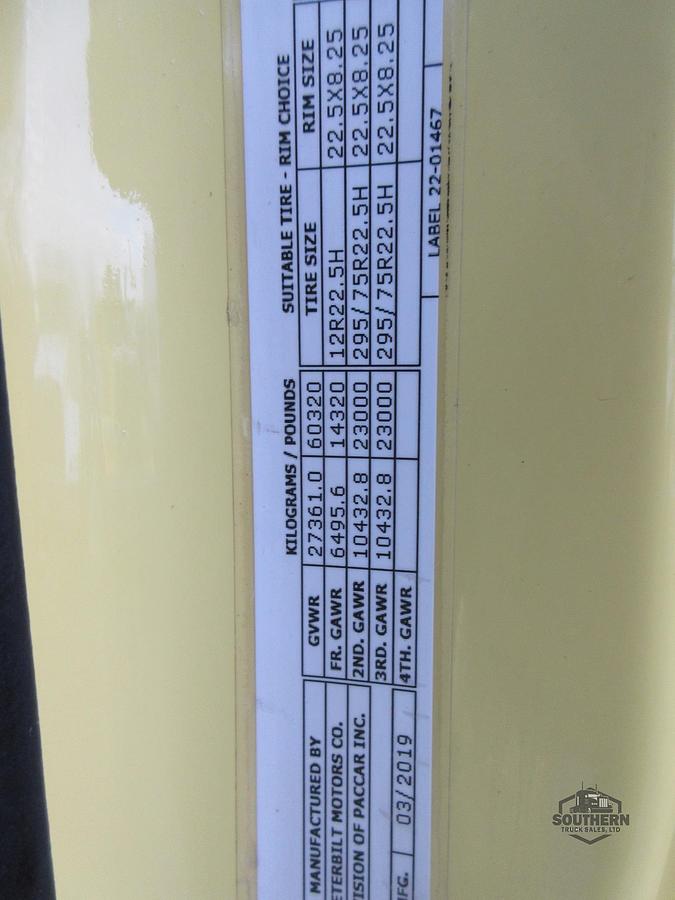 KILOGRAMS / POUNDS SUITABLE TIRE - RIM CHOICE
MANUFACTURED BY GVWR 27361.0 60320 TIRE SIZE RIM SIZE
ETERBILT MOTORS CO. FR. GAWR 6495.6 14320 12R22.5H 22.5X8.25
ISION OF PACCAR INC. 2ND. GAWR 10432.8 23000 295/75R22.5H 22.5X8.25
3RD. GAWR 10432.8 23000 295/75R22.5H 22.5X8.25
FG. 03/2019 4TH. GAWR
LABEL 22-01467
SOUTHERN
TRUCK SALES, LTD